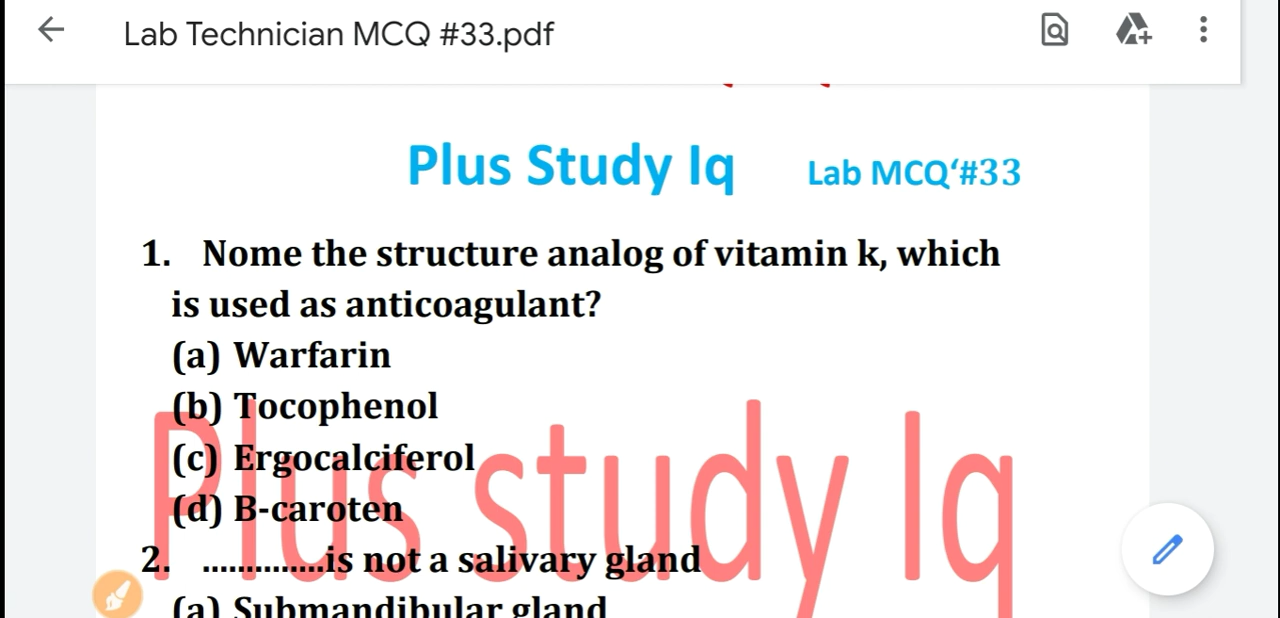 Lab Technician MCQ #33.pdf
Plus Study Iq Lab MCQ‘#33
1. Nome the structure analog of vitamin k, which
is used as anticoagulant?
(a) Warfarin
(b) Tocophenol
(c) Ergocalciferol
(d) B-caroten
2. ..............is not a salivary gland
(a) Submandibular gland
Plus study Iq